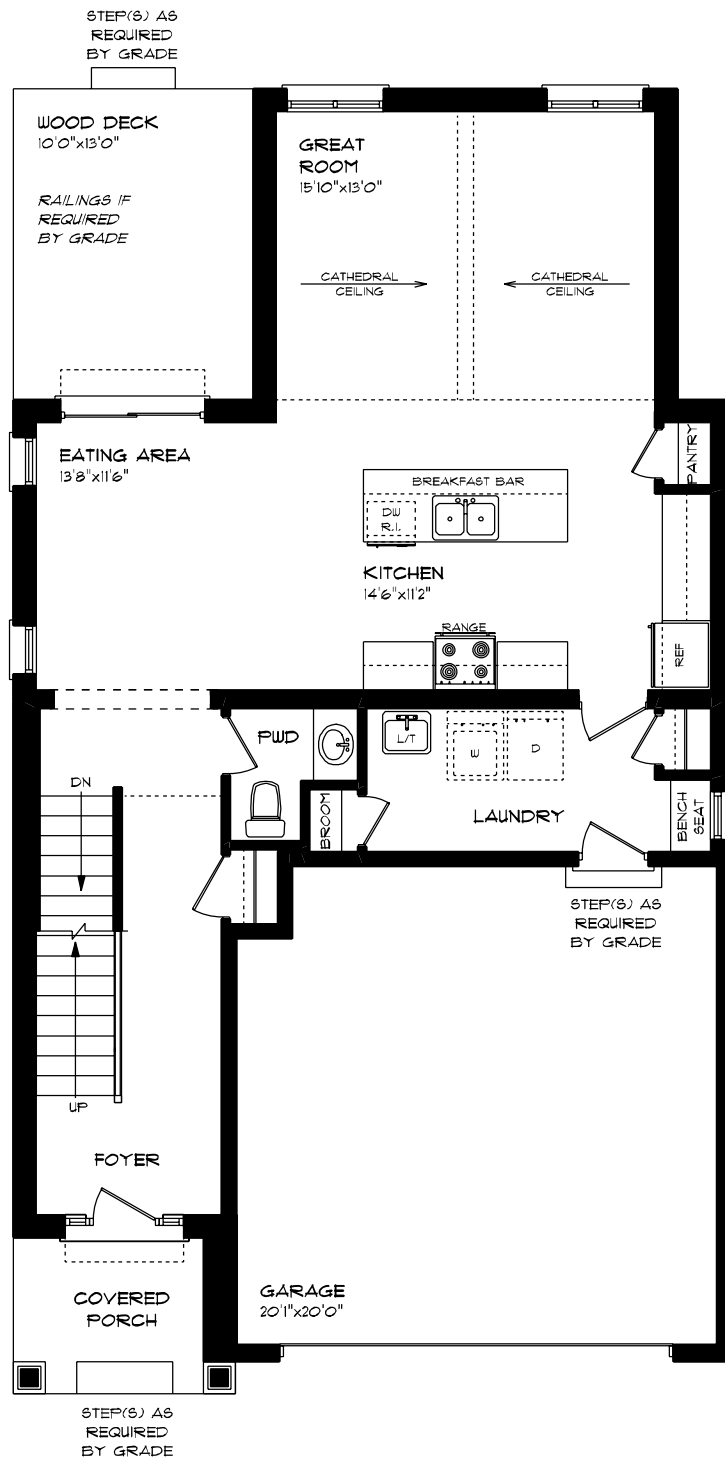 STEP(S) AS
REQUIRED
BY GRADE
WOOD DECK
10'0"x13'0"
RAILINGS IF
REQUIRED
BY GRADE
GREAT
ROOM
15'10"x13'0"
CATHEDRAL
CEILING
CATHEDRAL
CEILING
EATING AREA
13'8"x11'6"
PANTRY
BREAKFAST BAR
DW
R.I.
KITCHEN
14'6"x11'2"
RANGE
REF
PWD
L/T
W
D
DN
BROOM
LAUNDRY
BENCH
SEAT
STEP(S) AS
REQUIRED
BY GRADE
UP
FOYER
GARAGE
20'1"x20'0"
COVERED
PORCH
STEP(S) AS
REQUIRED
BY GRADE